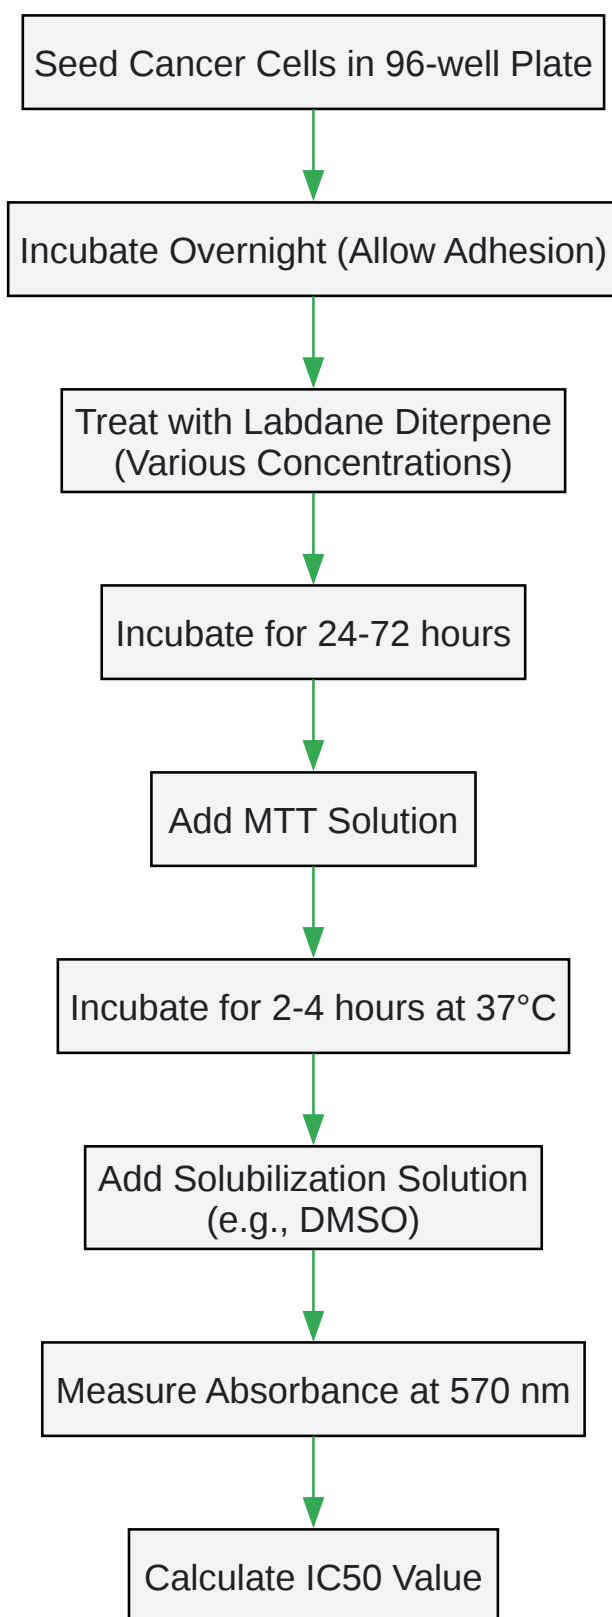 Seed Cancer Cells in 96-well Plate
Incubate Overnight (Allow Adhesion)
Treat with Labdane Diterpene
(Various Concentrations)
Incubate for 24-72 hours
Add MTT Solution
Incubate for 2-4 hours at 37°C
Add Solubilization Solution
(e.g., DMSO)
Measure Absorbance at 570 nm
Calculate IC50 Value